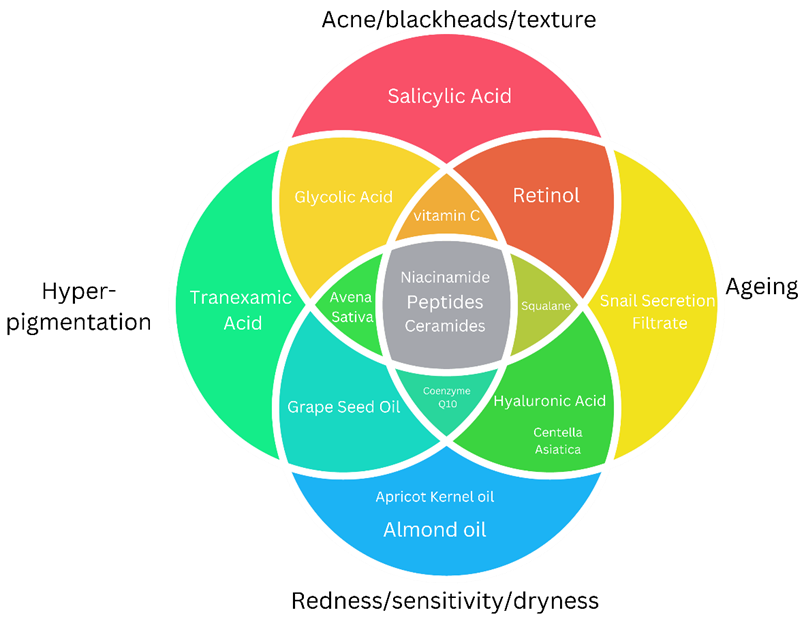 Acne/blackheads/texture
Salicylic Acid
Glycolic Acid
Retinol
vitamin C
Hyper-
pigmentation
Tranexamic
Acid
Avena
Sativa
Niacinamide
Peptides
Ceramides
Squalane
Snail Secretion
Filtrate
Ageing
Grape Seed Oil
Coenzyme
Q10
Hyaluronic Acid
Centella
Asiatica
Apricot Kernel oil
Almond oil
Redness/sensitivity/dryness